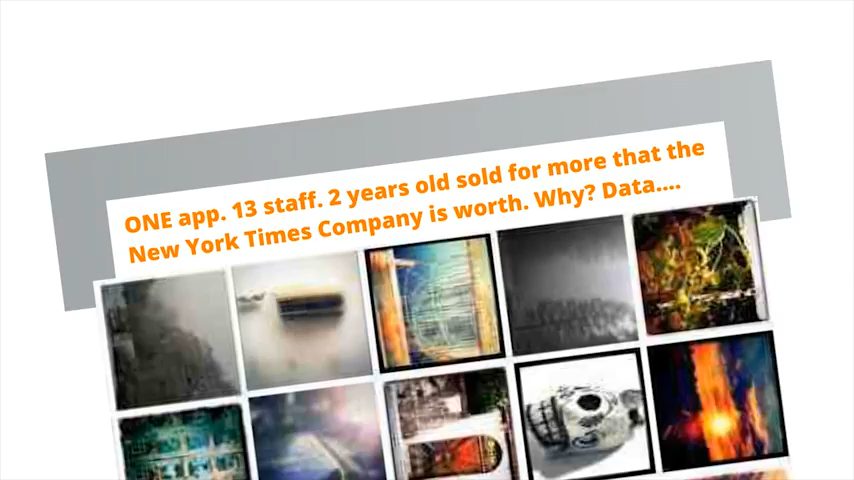 ONE app. 13 staff. 2 years old sold for more that the
New York Times Company is worth. Why? Data....